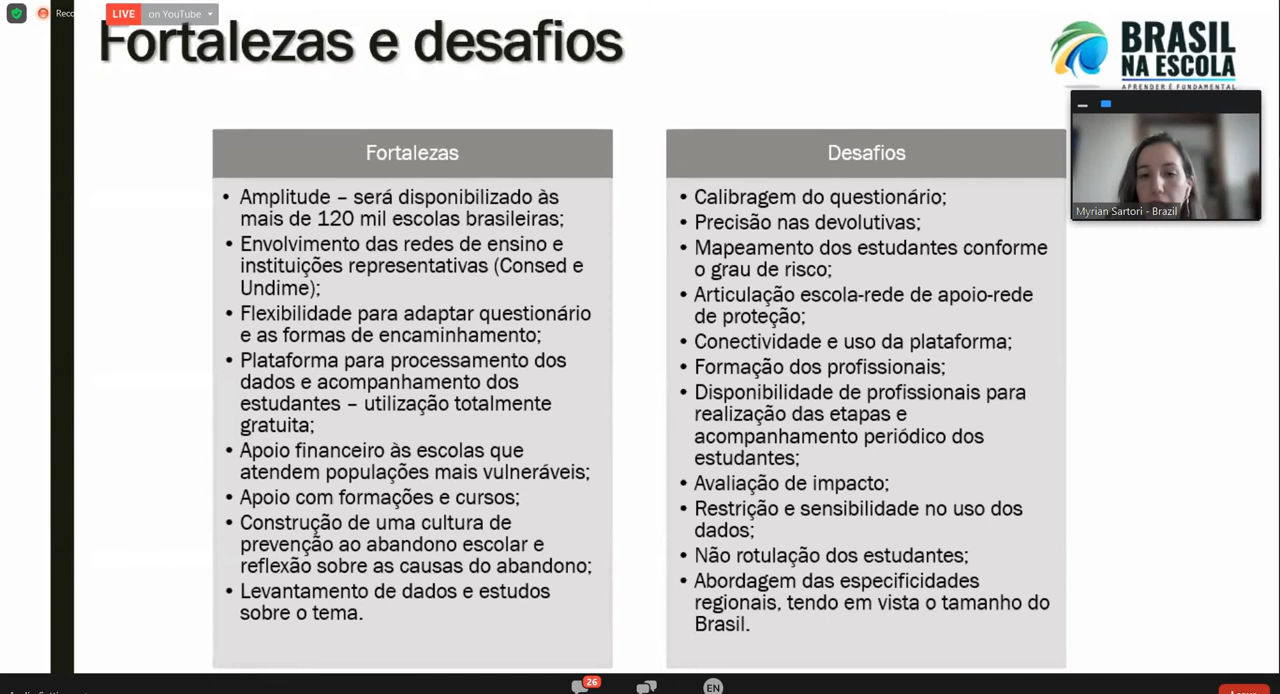 Reco
LIVE on YouTube
Fortalezas e desafios
BRASIL
NA ESCOLA
APRENDER É FUNDAMENTAL
Myrian Sartori - Brazil
Fortalezas
• Amplitude – será disponibilizado às
mais de 120 mil escolas brasileiras;
• Envolvimento das redes de ensino e
instituições representativas (Consed e
Undime);
• Flexibilidade para adaptar questionário
e as formas de encaminhamento;
• Plataforma para processamento dos
dados e acompanhamento dos
estudantes – utilização totalmente
gratuita;
• Apoio financeiro às escolas que
atendem populações mais vulneráveis;
• Apoio com formações e cursos;
• Construção de uma cultura de
prevenção ao abandono escolar e
reflexão sobre as causas do abandono;
• Levantamento de dados e estudos
sobre o tema.
Desafios
• Calibragem do questionário;
• Precisão nas devolutivas;
• Mapeamento dos estudantes conforme
o grau de risco;
• Articulação escola-rede de apoio-rede
de proteção;
• Conectividade e uso da plataforma;
• Formação dos profissionais;
• Disponibilidade de profissionais para
realização das etapas e
acompanhamento periódico dos
estudantes;
• Avaliação de impacto;
• Restrição e sensibilidade no uso dos
dados;
• Não rotulação dos estudantes;
• Abordagem das especificidades
regionais, tendo em vista o tamanho do
Brasil.
26
EN